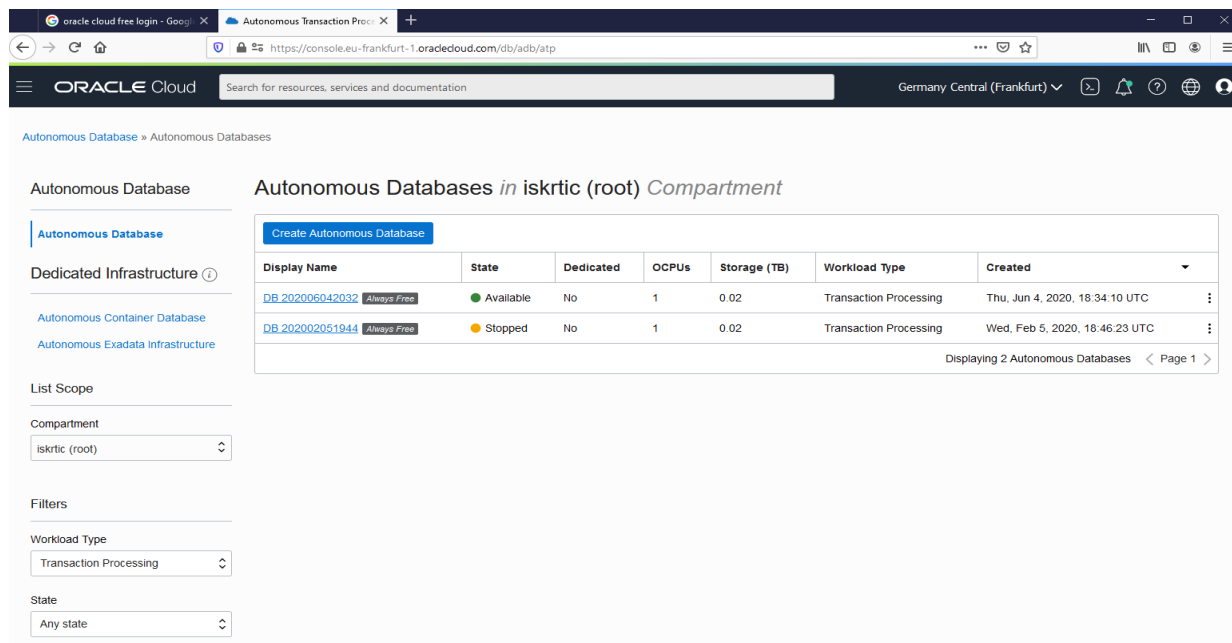 oracle cloud free login - Googl
Autonomous Transaction Proce
https://console.eu-frankfurt-1.oraclecloud.com/db/adb/atp
ORACLE Cloud
Search for resources, services and documentation
Germany Central (Frankfurt)
Autonomous Database » Autonomous Databases
Autonomous Database
Autonomous Database
Dedicated Infrastructure
Autonomous Container Database
Autonomous Exadata Infrastructure
List Scope
Compartment
iskrtic (root)
Filters
Workload Type
Transaction Processing
State
Any state
Autonomous Databases in iskrtic (root) Compartment
Create Autonomous Database
Display Name State Dedicated OCPUs Storage (TB) Workload Type Created
DB 202006042032 Always Free Available No 1 0.02 Transaction Processing Thu, Jun 4, 2020, 18:34:10 UTC
DB 202002051944 Always Free Stopped No 1 0.02 Transaction Processing Wed, Feb 5, 2020, 18:46:23 UTC
Displaying 2 Autonomous Databases < Page 1 >